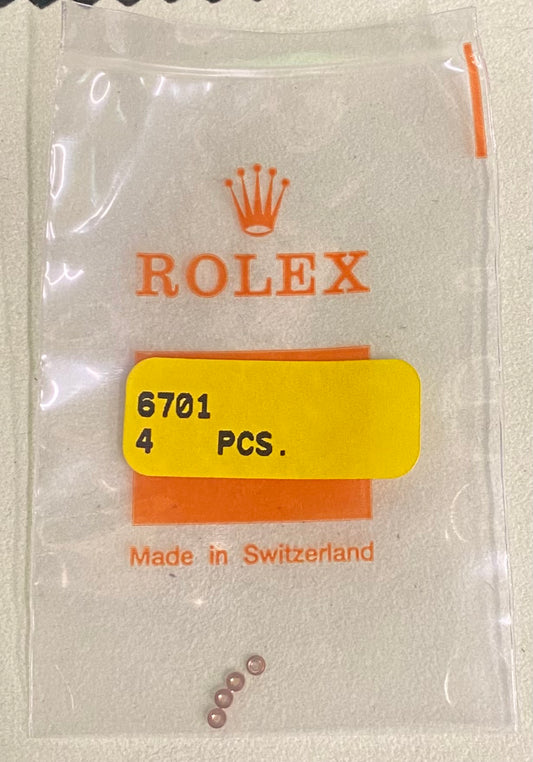 ROLEX
6701
4 PCS.
Made in Switzerland